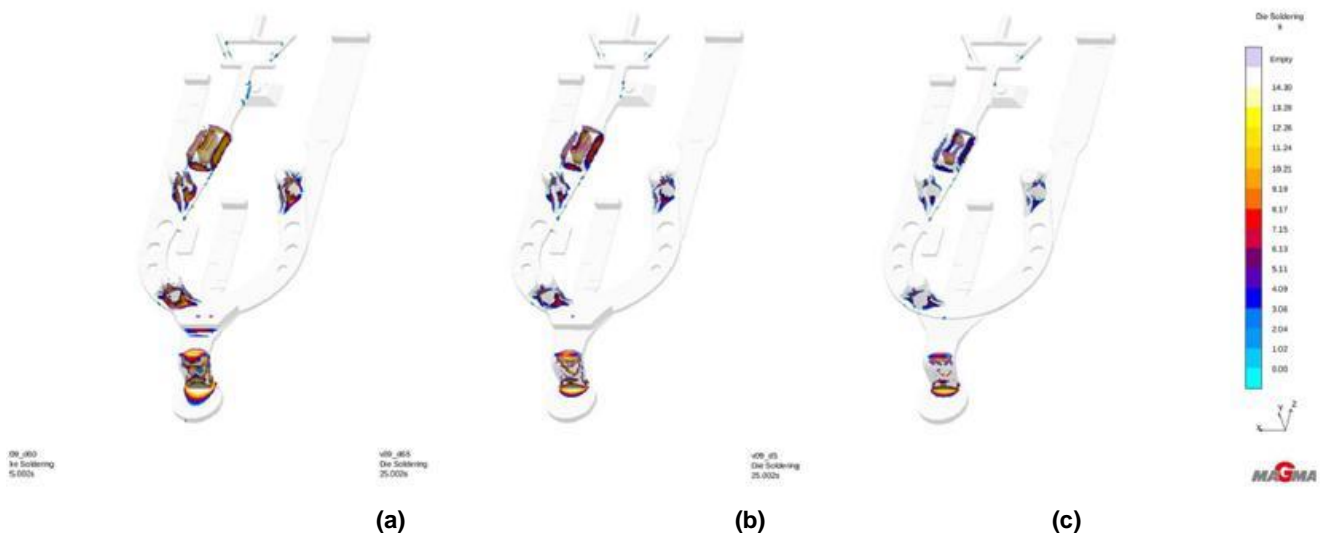 Die Soldering
s
Empty
14.30
13.28
12.26
11.24
10.21
9.19
8.17
7.15
6.13
5.11
4.09
3.06
2.04
1.02
0.00
Y Z
X
v09_d60 v09_d65 v09_d5
Die Soldering Die Soldering
25.002s 25.002s
MAGMA
(a) (b) (c)